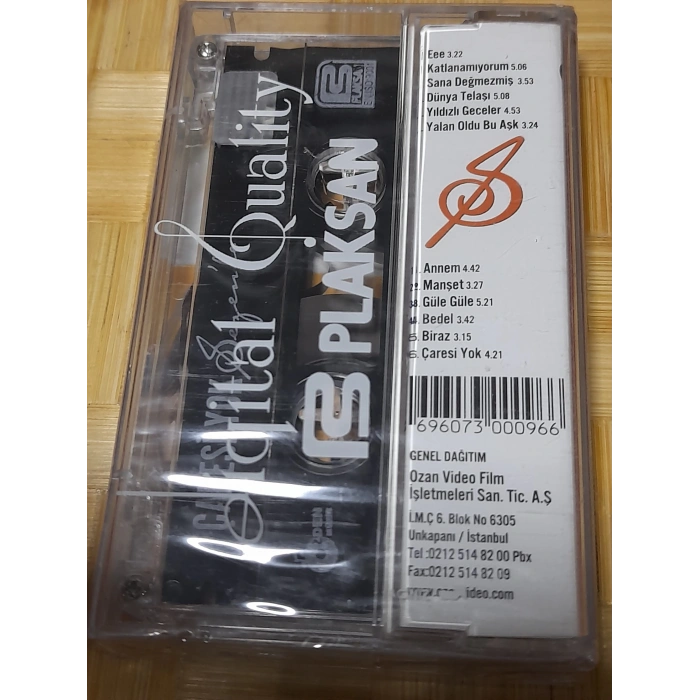 Eee 3.22
Katlanamıyorum 5.06
Sana Değmezmiş 3.53
Dünya Telaşı 5.08
Yıldızlı Geceler 4.53
Yalan Oldu Bu Aşk 3.24
Annem 4.42
Manşet 3.27
Güle Güle 5.21
Bedel 3.42
Biraz 3.15
6. Çaresi Yok 4.21
696073 000966
GENEL DAĞITIM
Ozan Video Film
İşletmeleri San. Tic. A.Ş
İ.M.Ç 6. Blok No 6305
Unkapanı / İstanbul
Tel :0212 514 82 00 Pbx
Fax:0212 514 82 09
PLAKSAN
PLAKSAN
Digital Quality